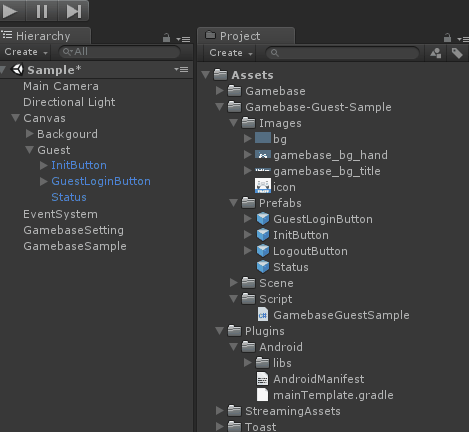 Hierarchy
Create
All
Sample*
Main Camera
Directional Light
Canvas
Backgourd
Guest
InitButton
GuestLoginButton
Status
EventSystem
GamebaseSetting
GamebaseSample
Project
Create
Assets
Gamebase
Gamebase-Guest-Sample
Images
bg
gamebase_bg_hand
gamebase_bg_title
icon
Prefabs
GuestLoginButton
InitButton
LogoutButton
Status
Scene
Script
GamebaseGuestSample
Plugins
Android
libs
AndroidManifest
mainTemplate.gradle
StreamingAssets
Toast